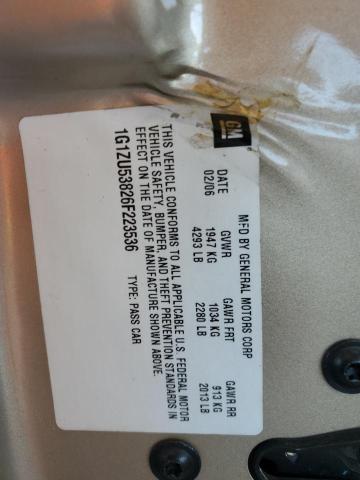 GM
MFD BY GENERAL MOTORS CORP
DATE GVWR GAWR FRT GAWR RR
02/06 1947 KG 1034 KG 913 KG
4293 LB 2280 LB 2013 LB
THIS VEHICLE CONFORMS TO ALL APPLICABLE U.S. FEDERAL MOTOR
VEHICLE SAFETY, BUMPER, AND THEFT PREVENTION STANDARDS IN
EFFECT ON THE DATE OF MANUFACTURE SHOWN ABOVE.
1G1ZU53826F223536 TYPE: PASS CAR